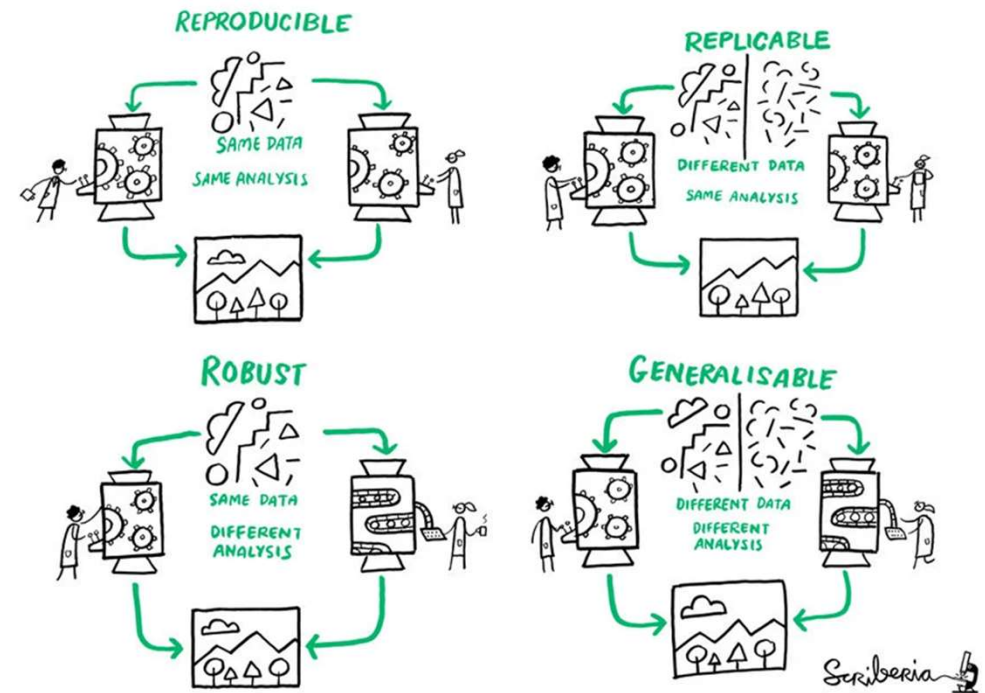 REPRODUCIBLE
SAME DATA
SAME ANALYSIS
REPLICABLE
DIFFERENT DATA
SAME ANALYSIS
ROBUST
SAME DATA
DIFFERENT
ANALYSIS
GENERALISABLE
DIFFERENT DATA
DIFFERENT
ANALYSIS
Scriberia